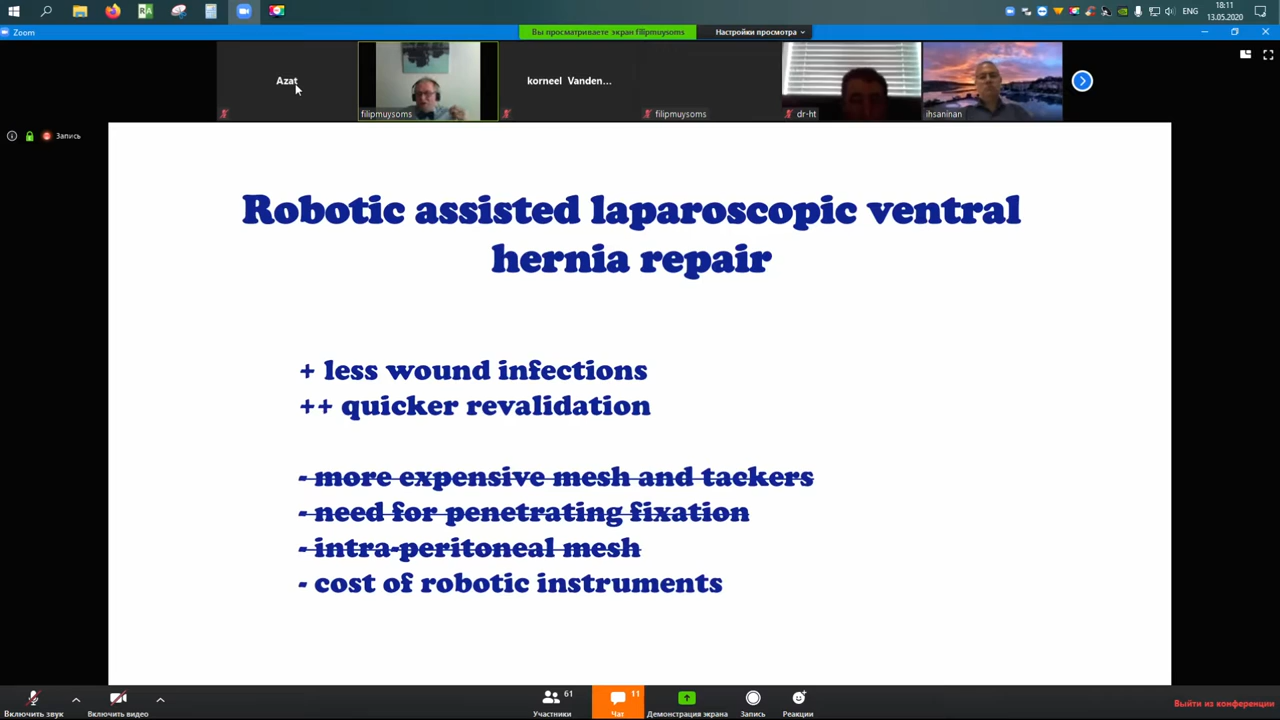 18:11
ENG
13.05.2020
Zoom
Вы просматриваете экран filipmuysoms
Настройки просмотра
Azat
korneel Vanden...
filipmuysoms
filipmuysoms
dr-ht
ihsaninan
Запись
Robotic assisted laparoscopic ventral
hernia repair
+ less wound infections
++ quicker revalidation
- more expensive mesh and tackers
- need for penetrating fixation
- intra-peritoneal mesh
- cost of robotic instruments
61
11
Включить звук
Включить видео
Участники
Чат
Демонстрация экрана
Запись
Реакции
Выйти из конференции